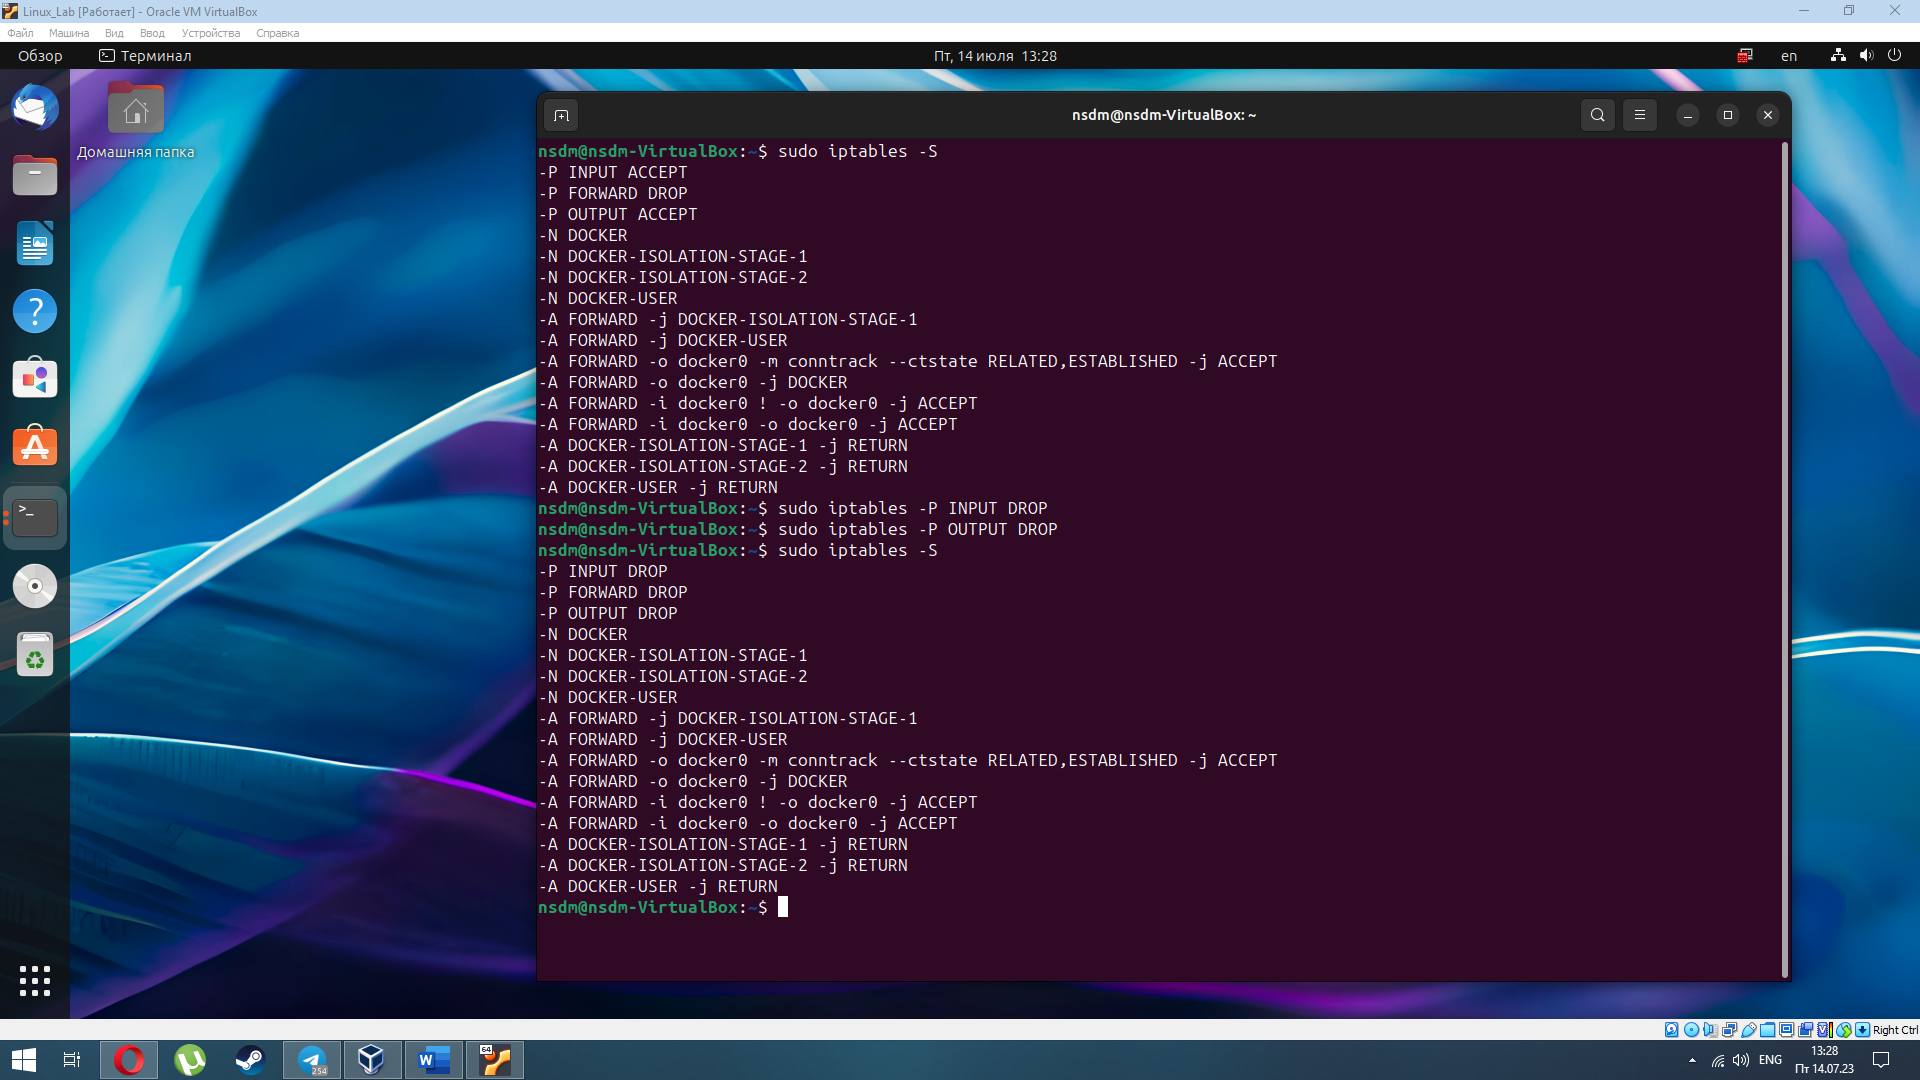 Linux_Lab [Работает] - Oracle VM VirtualBox
Файл Машина Вид Ввод Устройства Справка
Обзор Терминал Пт, 14 июля 13:28 en
Домашняя папка
nsdm@nsdm-VirtualBox: ~
nsdm@nsdm-VirtualBox:~$ sudo iptables -S
-P INPUT ACCEPT
-P FORWARD DROP
-P OUTPUT ACCEPT
-N DOCKER
-N DOCKER-ISOLATION-STAGE-1
-N DOCKER-ISOLATION-STAGE-2
-N DOCKER-USER
-A FORWARD -j DOCKER-ISOLATION-STAGE-1
-A FORWARD -j DOCKER-USER
-A FORWARD -o docker0 -m conntrack --ctstate RELATED,ESTABLISHED -j ACCEPT
-A FORWARD -o docker0 -j DOCKER
-A FORWARD -i docker0 ! -o docker0 -j ACCEPT
-A FORWARD -i docker0 -o docker0 -j ACCEPT
-A DOCKER-ISOLATION-STAGE-1 -j RETURN
-A DOCKER-ISOLATION-STAGE-2 -j RETURN
-A DOCKER-USER -j RETURN
nsdm@nsdm-VirtualBox:~$ sudo iptables -P INPUT DROP
nsdm@nsdm-VirtualBox:~$ sudo iptables -P OUTPUT DROP
nsdm@nsdm-VirtualBox:~$ sudo iptables -S
-P INPUT DROP
-P FORWARD DROP
-P OUTPUT DROP
-N DOCKER
-N DOCKER-ISOLATION-STAGE-1
-N DOCKER-ISOLATION-STAGE-2
-N DOCKER-USER
-A FORWARD -j DOCKER-ISOLATION-STAGE-1
-A FORWARD -j DOCKER-USER
-A FORWARD -o docker0 -m conntrack --ctstate RELATED,ESTABLISHED -j ACCEPT
-A FORWARD -o docker0 -j DOCKER
-A FORWARD -i docker0 ! -o docker0 -j ACCEPT
-A FORWARD -i docker0 -o docker0 -j ACCEPT
-A DOCKER-ISOLATION-STAGE-1 -j RETURN
-A DOCKER-ISOLATION-STAGE-2 -j RETURN
-A DOCKER-USER -j RETURN
nsdm@nsdm-VirtualBox:~$
Right Ctrl
254
64
ENG
13:28
Пт 14.07.23